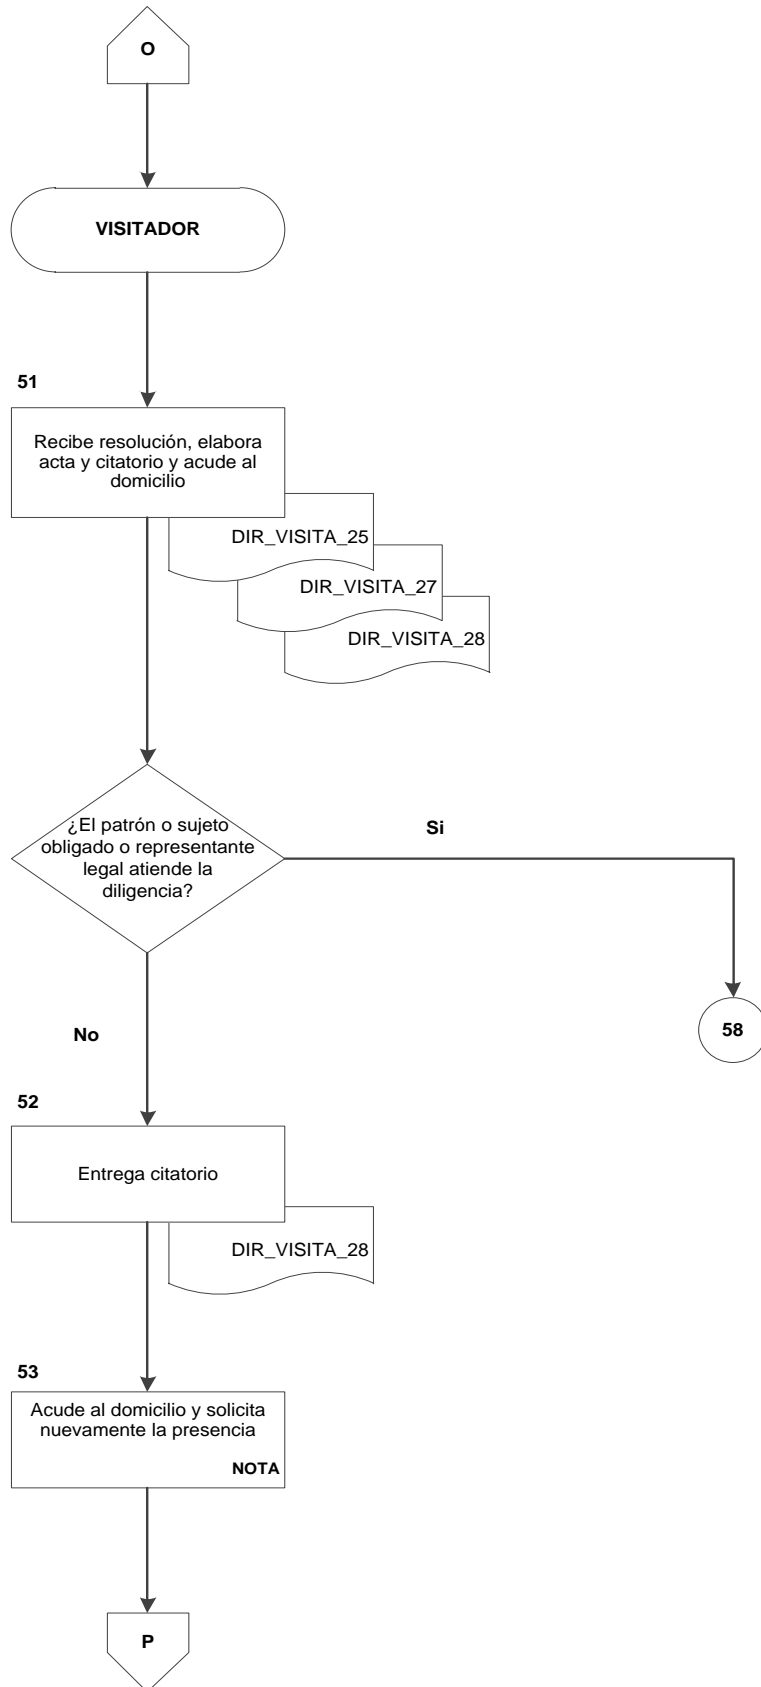 O
VISITADOR
51
Recibe resolución, elabora
acta y citatorio y acude al
domicilio
DIR_VISITA_25
DIR_VISITA_27
DIR_VISITA_28
¿El patrón o sujeto
obligado o representante
legal atiende la
diligencia?
Si
58
No
52
Entrega citatorio
DIR_VISITA_28
53
Acude al domicilio y solicita
nuevamente la presencia
NOTA
P